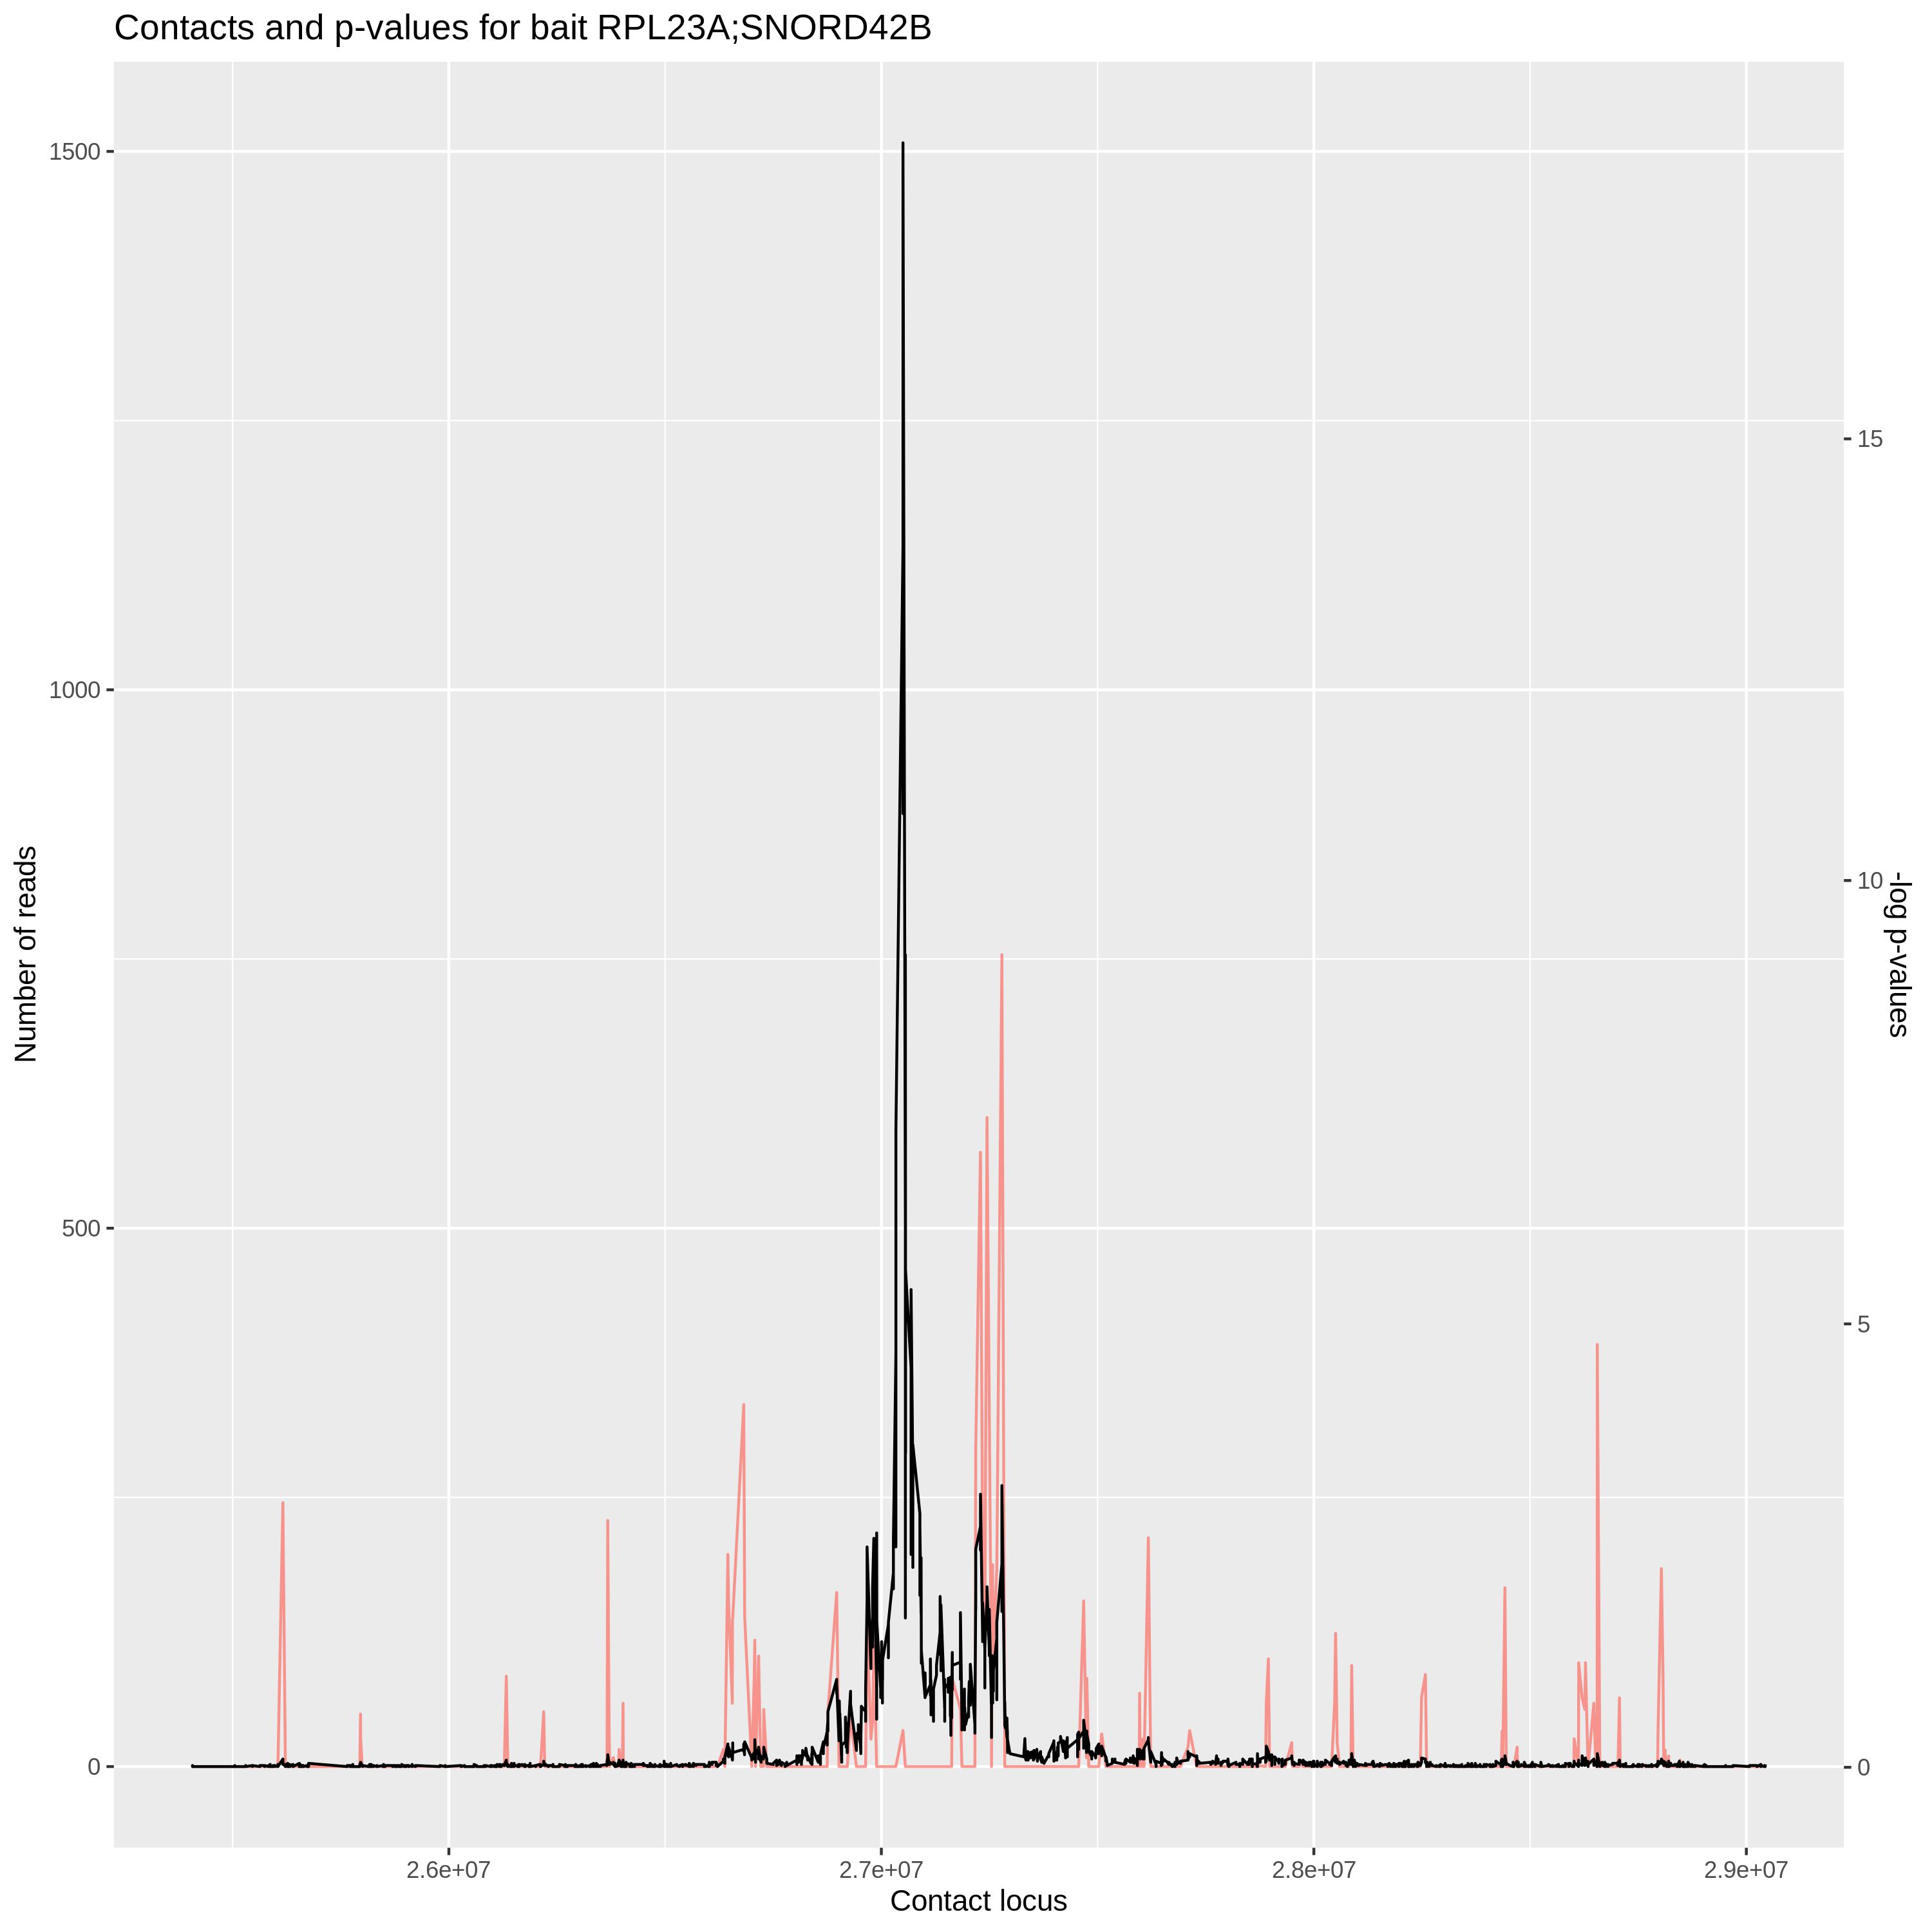 Contacts and p-values for bait RPL23A;SNORD42B
1500
1000
500
0
Number of reads
15
10
5
0
-log p-values
2.6e+07
2.7e+07
2.8e+07
2.9e+07
Contact locus